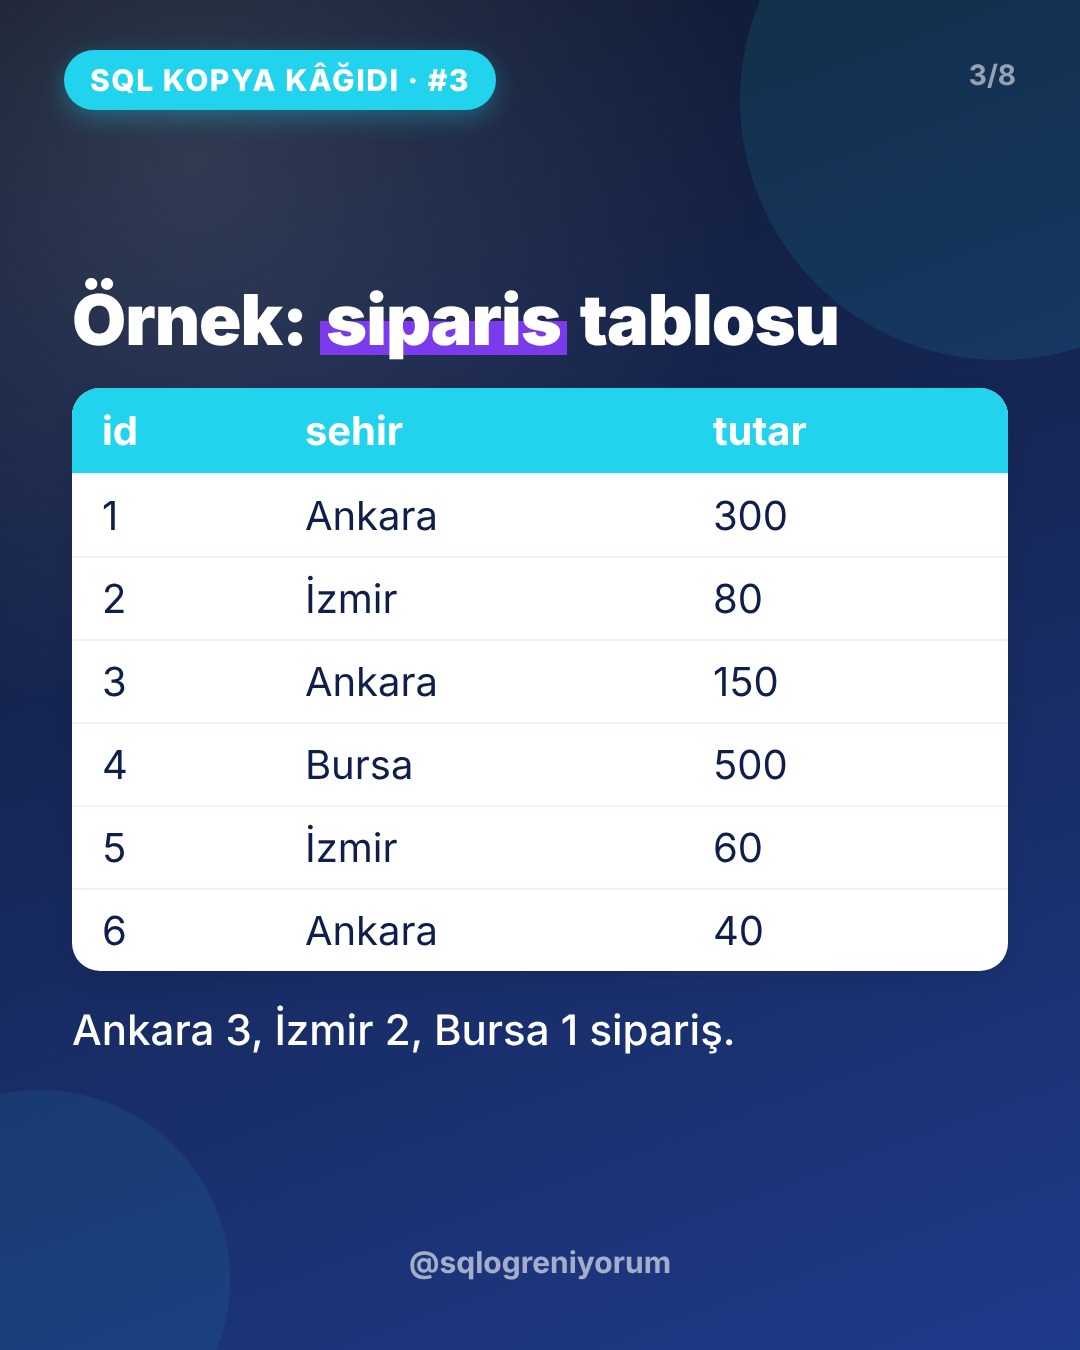 SQL KOPYA KÂĞIDI · #3
3/8
Örnek: siparis tablosu
id sehir tutar
1 Ankara 300
2 İzmir 80
3 Ankara 150
4 Bursa 500
5 İzmir 60
6 Ankara 40
Ankara 3, İzmir 2, Bursa 1 sipariş.
@sqlogreniyorum